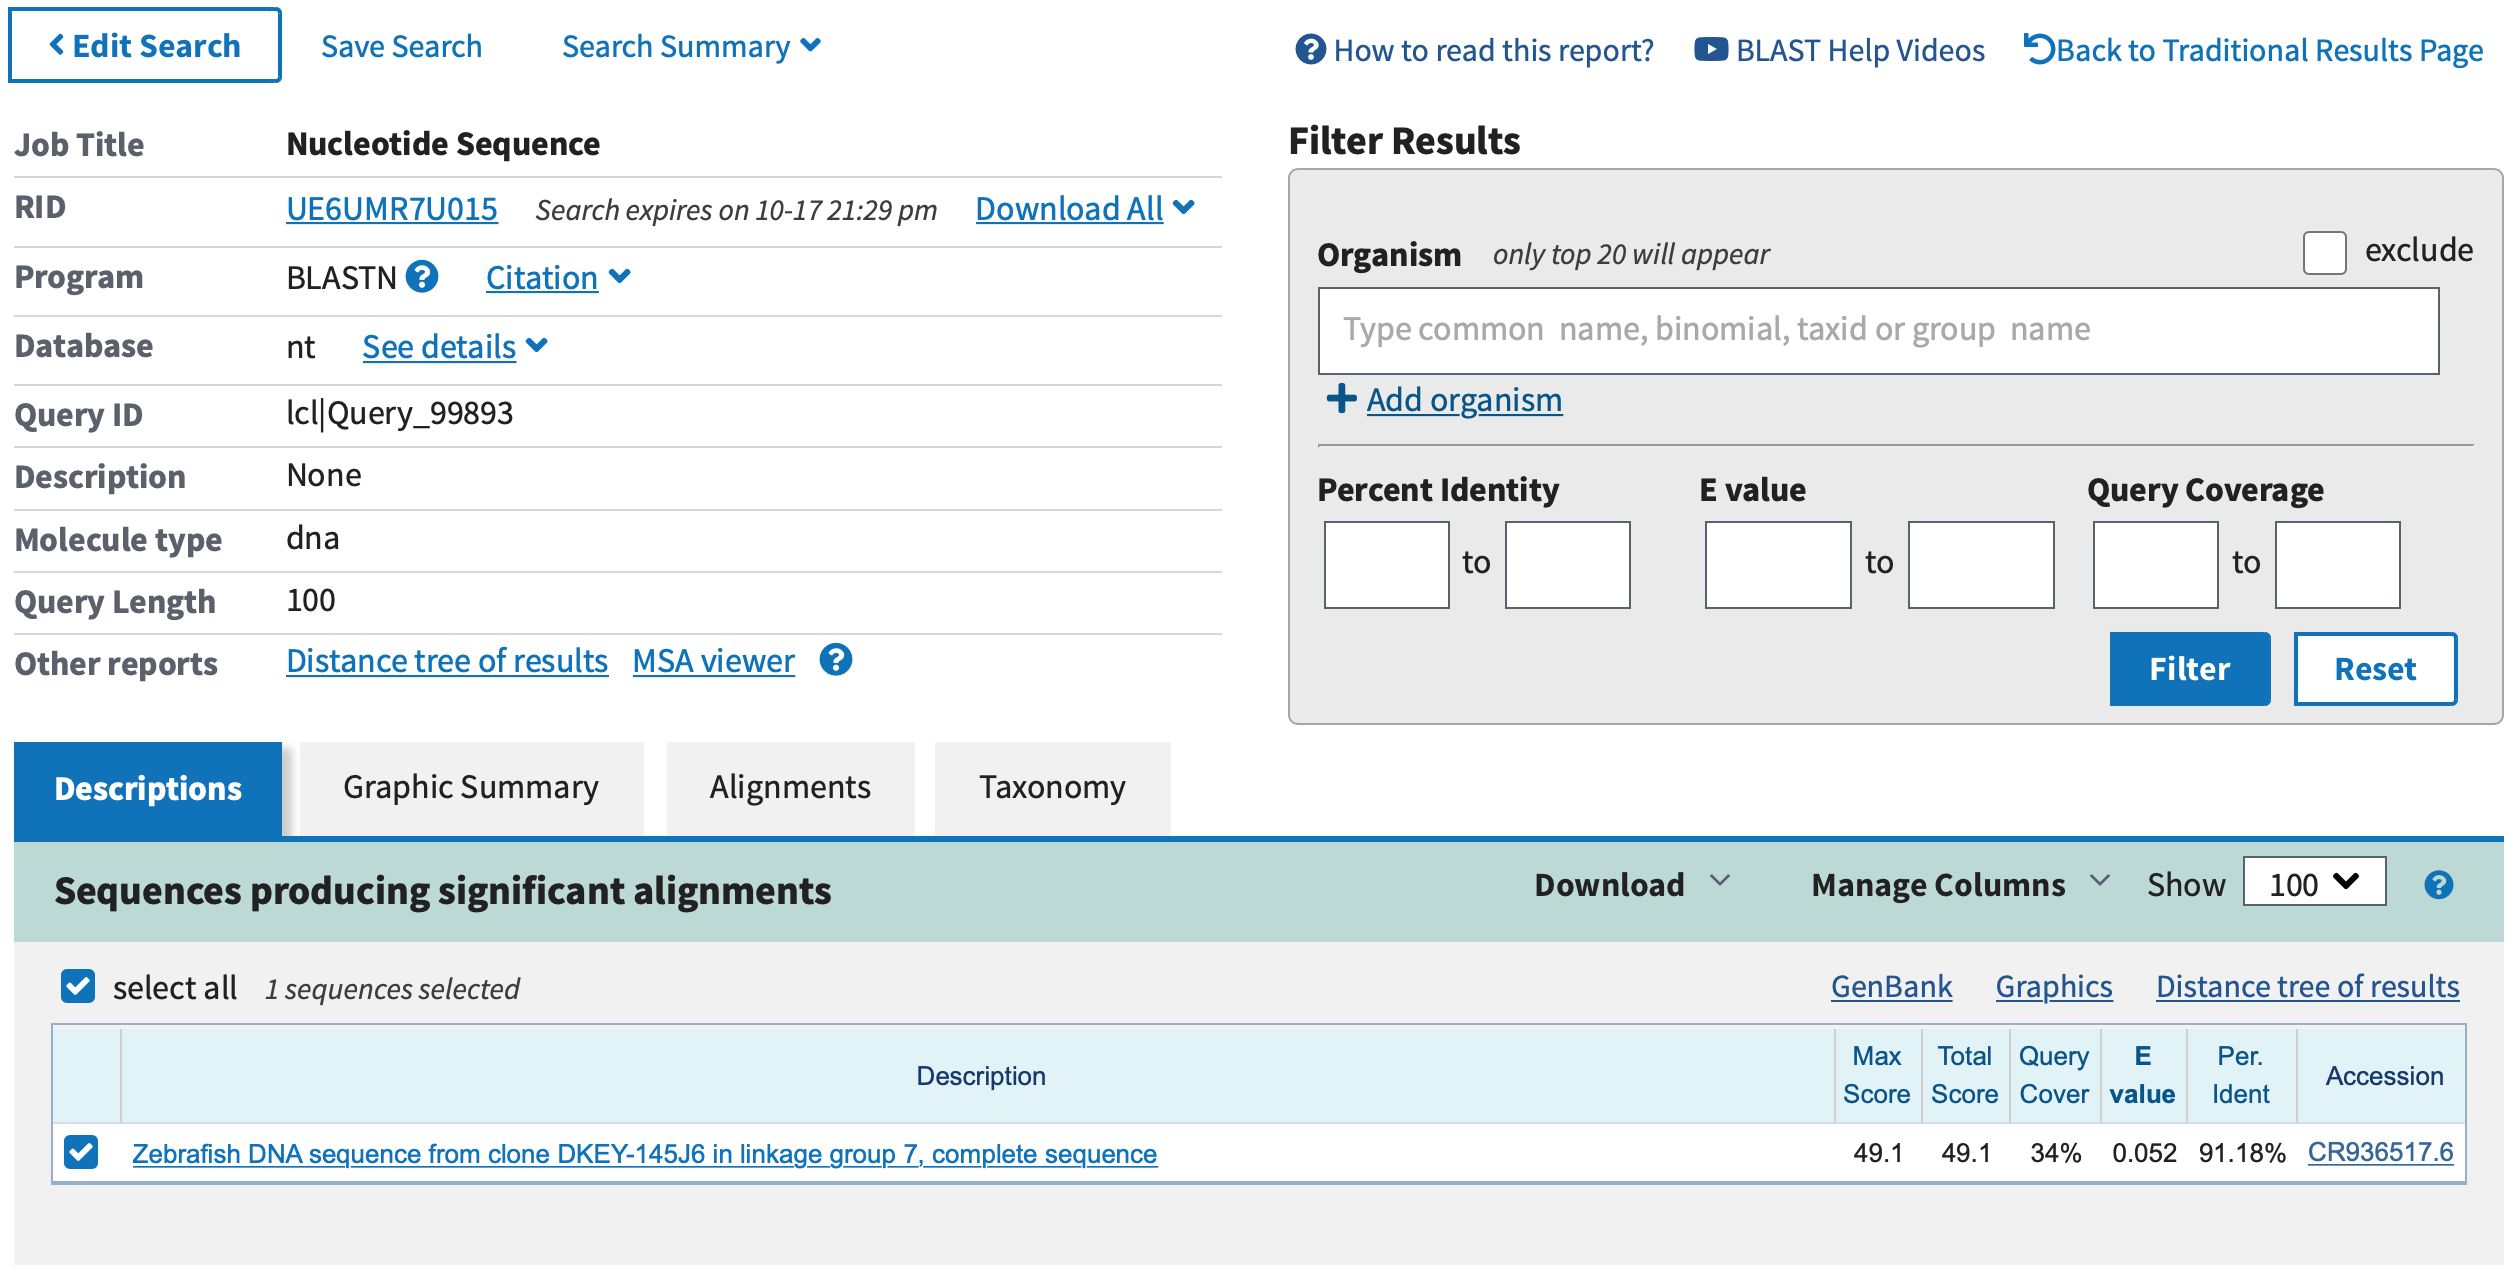 Edit Search
Save Search
Search Summary
How to read this report?
BLAST Help Videos
Back to Traditional Results Page
Job Title
Nucleotide Sequence
RID
UE6UMR7U015
Search expires on 10-17 21:29 pm
Download All
Program
BLASTN
Citation
Database
nt
See details
Query ID
lcl|Query_99893
Description
None
Molecule type
dna
Query Length
100
Other reports
Distance tree of results
MSA viewer
Filter Results
Organism
only top 20 will appear
exclude
Type common name, binomial, taxid or group name
Add organism
Percent Identity
E value
Query Coverage
to
to
to
Filter
Reset
Descriptions
Graphic Summary
Alignments
Taxonomy
Sequences producing significant alignments
Download
Manage Columns
Show
100
select all
1 sequences selected
GenBank
Graphics
Distance tree of results
Description
Max
Score
Total
Score
Query
Cover
E
value
Per.
Ident
Accession
Zebrafish DNA sequence from clone DKEY-145J6 in linkage group 7, complete sequence
49.1
49.1
34%
0.052
91.18%
CR936517.6